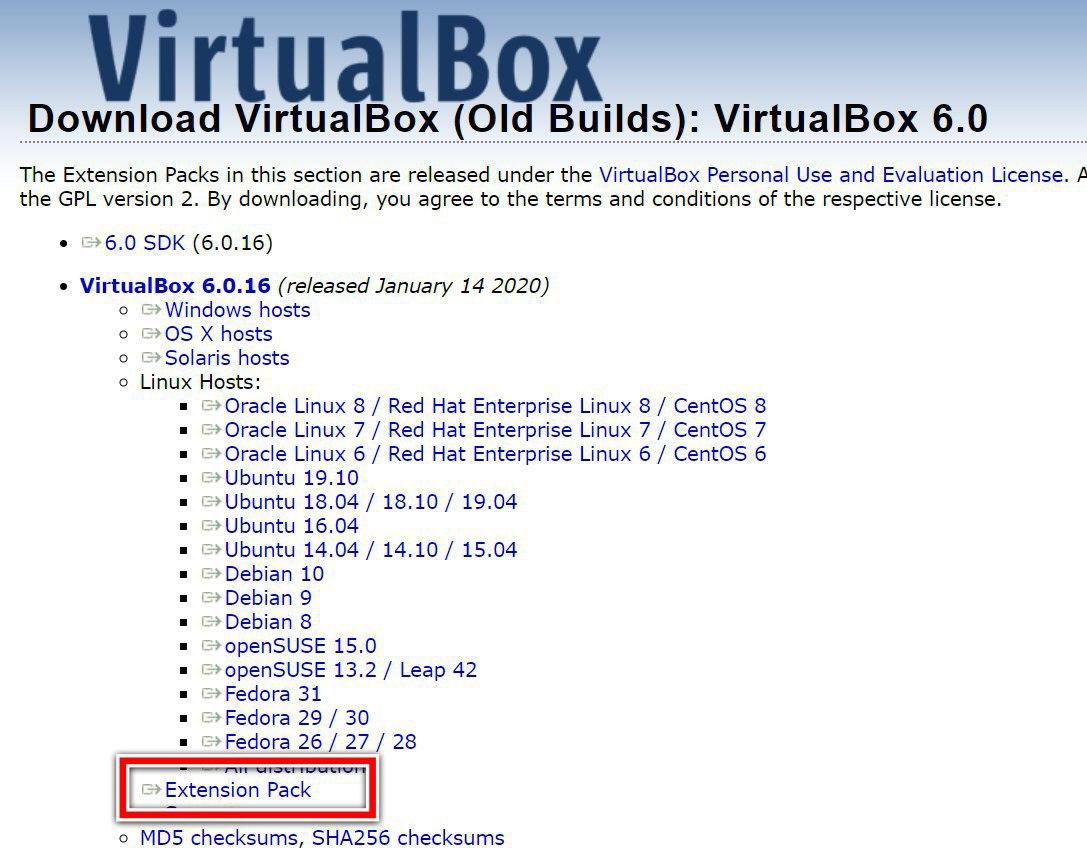 VirtualBox
Download VirtualBox (Old Builds): VirtualBox 6.0
The Extension Packs in this section are released under the VirtualBox Personal Use and Evaluation License. A
the GPL version 2. By downloading, you agree to the terms and conditions of the respective license.
6.0 SDK (6.0.16)
VirtualBox 6.0.16 (released January 14 2020)
Windows hosts
OS X hosts
Solaris hosts
Linux Hosts:
Oracle Linux 8 / Red Hat Enterprise Linux 8 / CentOS 8
Oracle Linux 7 / Red Hat Enterprise Linux 7 / CentOS 7
Oracle Linux 6 / Red Hat Enterprise Linux 6 / CentOS 6
Ubuntu 19.10
Ubuntu 18.04 / 18.10 / 19.04
Ubuntu 16.04
Ubuntu 14.04 / 14.10 / 15.04
Debian 10
Debian 9
Debian 8
openSUSE 15.0
openSUSE 13.2 / Leap 42
Fedora 31
Fedora 29 / 30
Fedora 26 / 27 / 28
All distribution
Extension Pack
MD5 checksums, SHA256 checksums